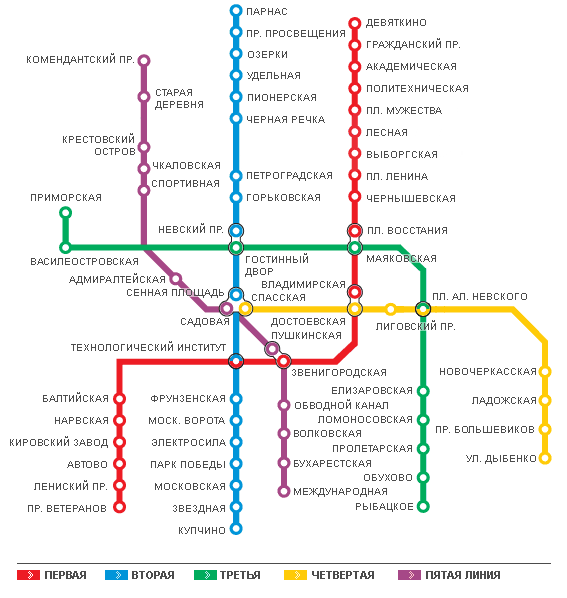 ПАРНАС
ДЕВЯТКИНО
ПР. ПРОСВЕЩЕНИЯ
ГРАЖДАНСКИЙ ПР.
КОМЕНДАНТСКИЙ ПР.
ОЗЕРКИ
АКАДЕМИЧЕСКАЯ
УДЕЛЬНАЯ
ПОЛИТЕХНИЧЕСКАЯ
СТАРАЯ
ДЕРЕВНЯ
ПИОНЕРСКАЯ
ПЛ. МУЖЕСТВА
ЧЕРНАЯ РЕЧКА
ЛЕСНАЯ
КРЕСТОВСКИЙ
ОСТРОВ
ВЫБОРГСКАЯ
ЧКАЛОВСКАЯ
ПЕТРОГРАДСКАЯ
ПЛ. ЛЕНИНА
СПОРТИВНАЯ
ПРИМОРСКАЯ
ГОРЬКОВСКАЯ
ЧЕРНЫШЕВСКАЯ
НЕВСКИЙ ПР.
ПЛ. ВОССТАНИЯ
ВАСИЛЕОСТРОВСКАЯ
ГОСТИННЫЙ
ДВОР
МАЯКОВСКАЯ
АДМИРАЛТЕЙСКАЯ
ВЛАДИМИРСКАЯ
СЕННАЯ ПЛОЩАДЬ
СПАССКАЯ
ПЛ. АЛ. НЕВСКОГО
САДОВАЯ
ДОСТОЕВСКАЯ
ЛИГОВСКИЙ ПР.
ПУШКИНСКАЯ
ТЕХНОЛОГИЧЕСКИЙ ИНСТИТУТ
ЗВЕНИГОРОДСКАЯ
НОВОЧЕРКАССКАЯ
БАЛТИЙСКАЯ
ФРУНЗЕНСКАЯ
ЕЛИЗАРОВСКАЯ
ОБВОДНОЙ КАНАЛ
ЛАДОЖСКАЯ
НАРВСКАЯ
МОСК. ВОРОТА
ЛОМОНОСОВСКАЯ
ВОЛКОВСКАЯ
ПР. БОЛЬШЕВИКОВ
КИРОВСКИЙ ЗАВОД
ЭЛЕКТРОСИЛА
ПРОЛЕТАРСКАЯ
УЛ. ДЫБЕНКО
АВТОВО
ПАРК ПОБЕДЫ
БУХАРЕСТСКАЯ
ОБУХОВО
ЛЕНИСКИЙ ПР.
МОСКОВСКАЯ
МЕЖДУНАРОДНАЯ
ПР. ВЕТЕРАНОВ
ЗВЕЗДНАЯ
РЫБАЦКОЕ
КУПЧИНО
ПЕРВАЯ ВТОРАЯ ТРЕТЬЯ ЧЕТВЕРТАЯ ПЯТАЯ ЛИНИЯ